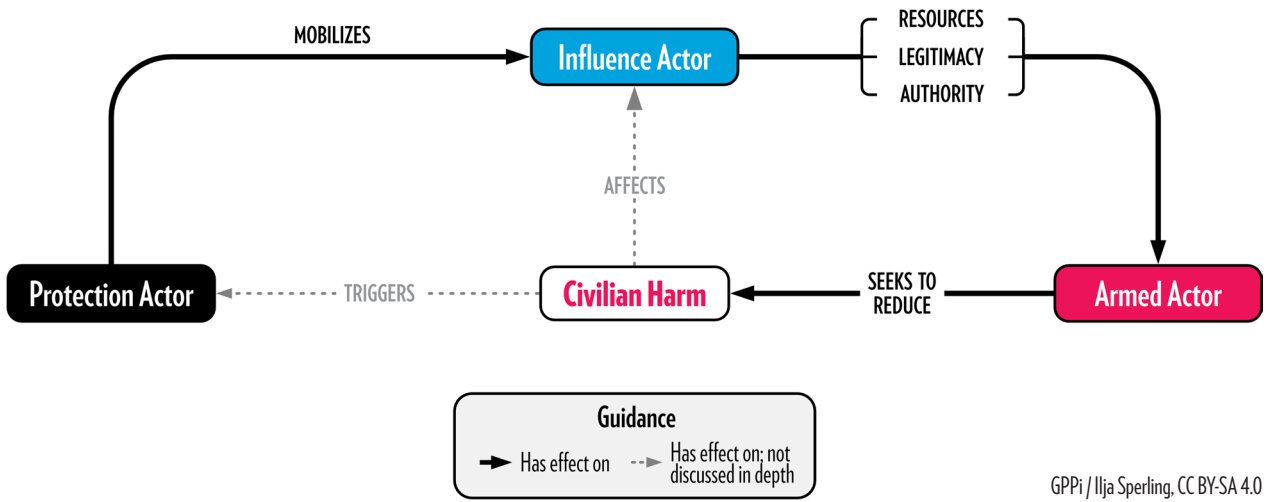 MOBILIZES
Influence Actor
RESOURCES
LEGITIMACY
AUTHORITY
AFFECTS
Protection Actor
TRIGGERS
Civilian Harm
SEEKS TO
REDUCE
Armed Actor
Guidance
Has effect on
Has effect on; not
discussed in depth
GPPi / Ilja Sperling, CC BY-SA 4.0